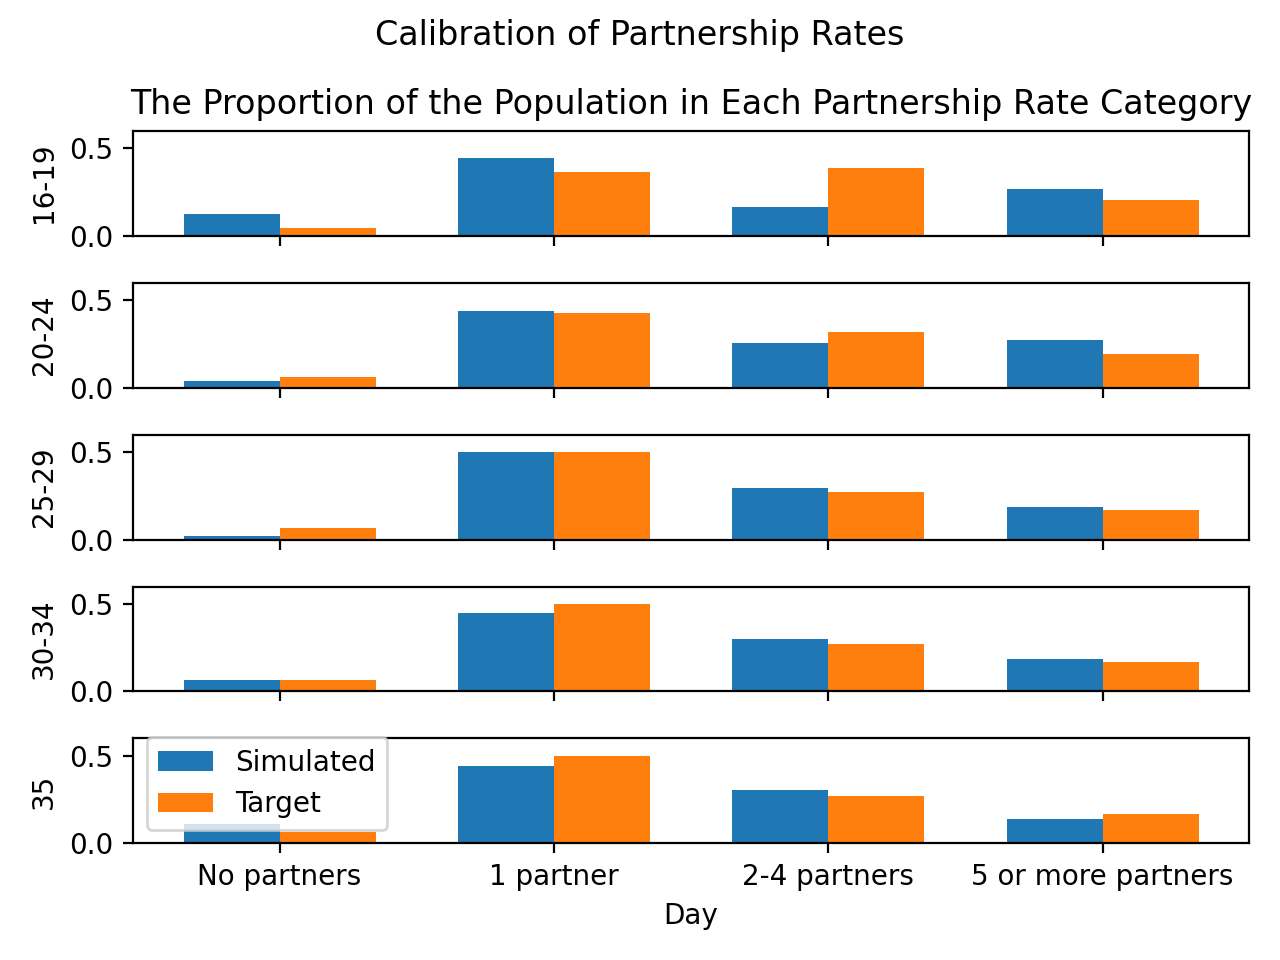 Calibration of Partnership Rates
The Proportion of the Population in Each Partnership Rate Category
16-19
0.5
0.0
20-24
0.5
0.0
25-29
0.5
0.0
30-34
0.5
0.0
35
0.5
0.0
Simulated
Target
No partners
1 partner
2-4 partners
5 or more partners
Day